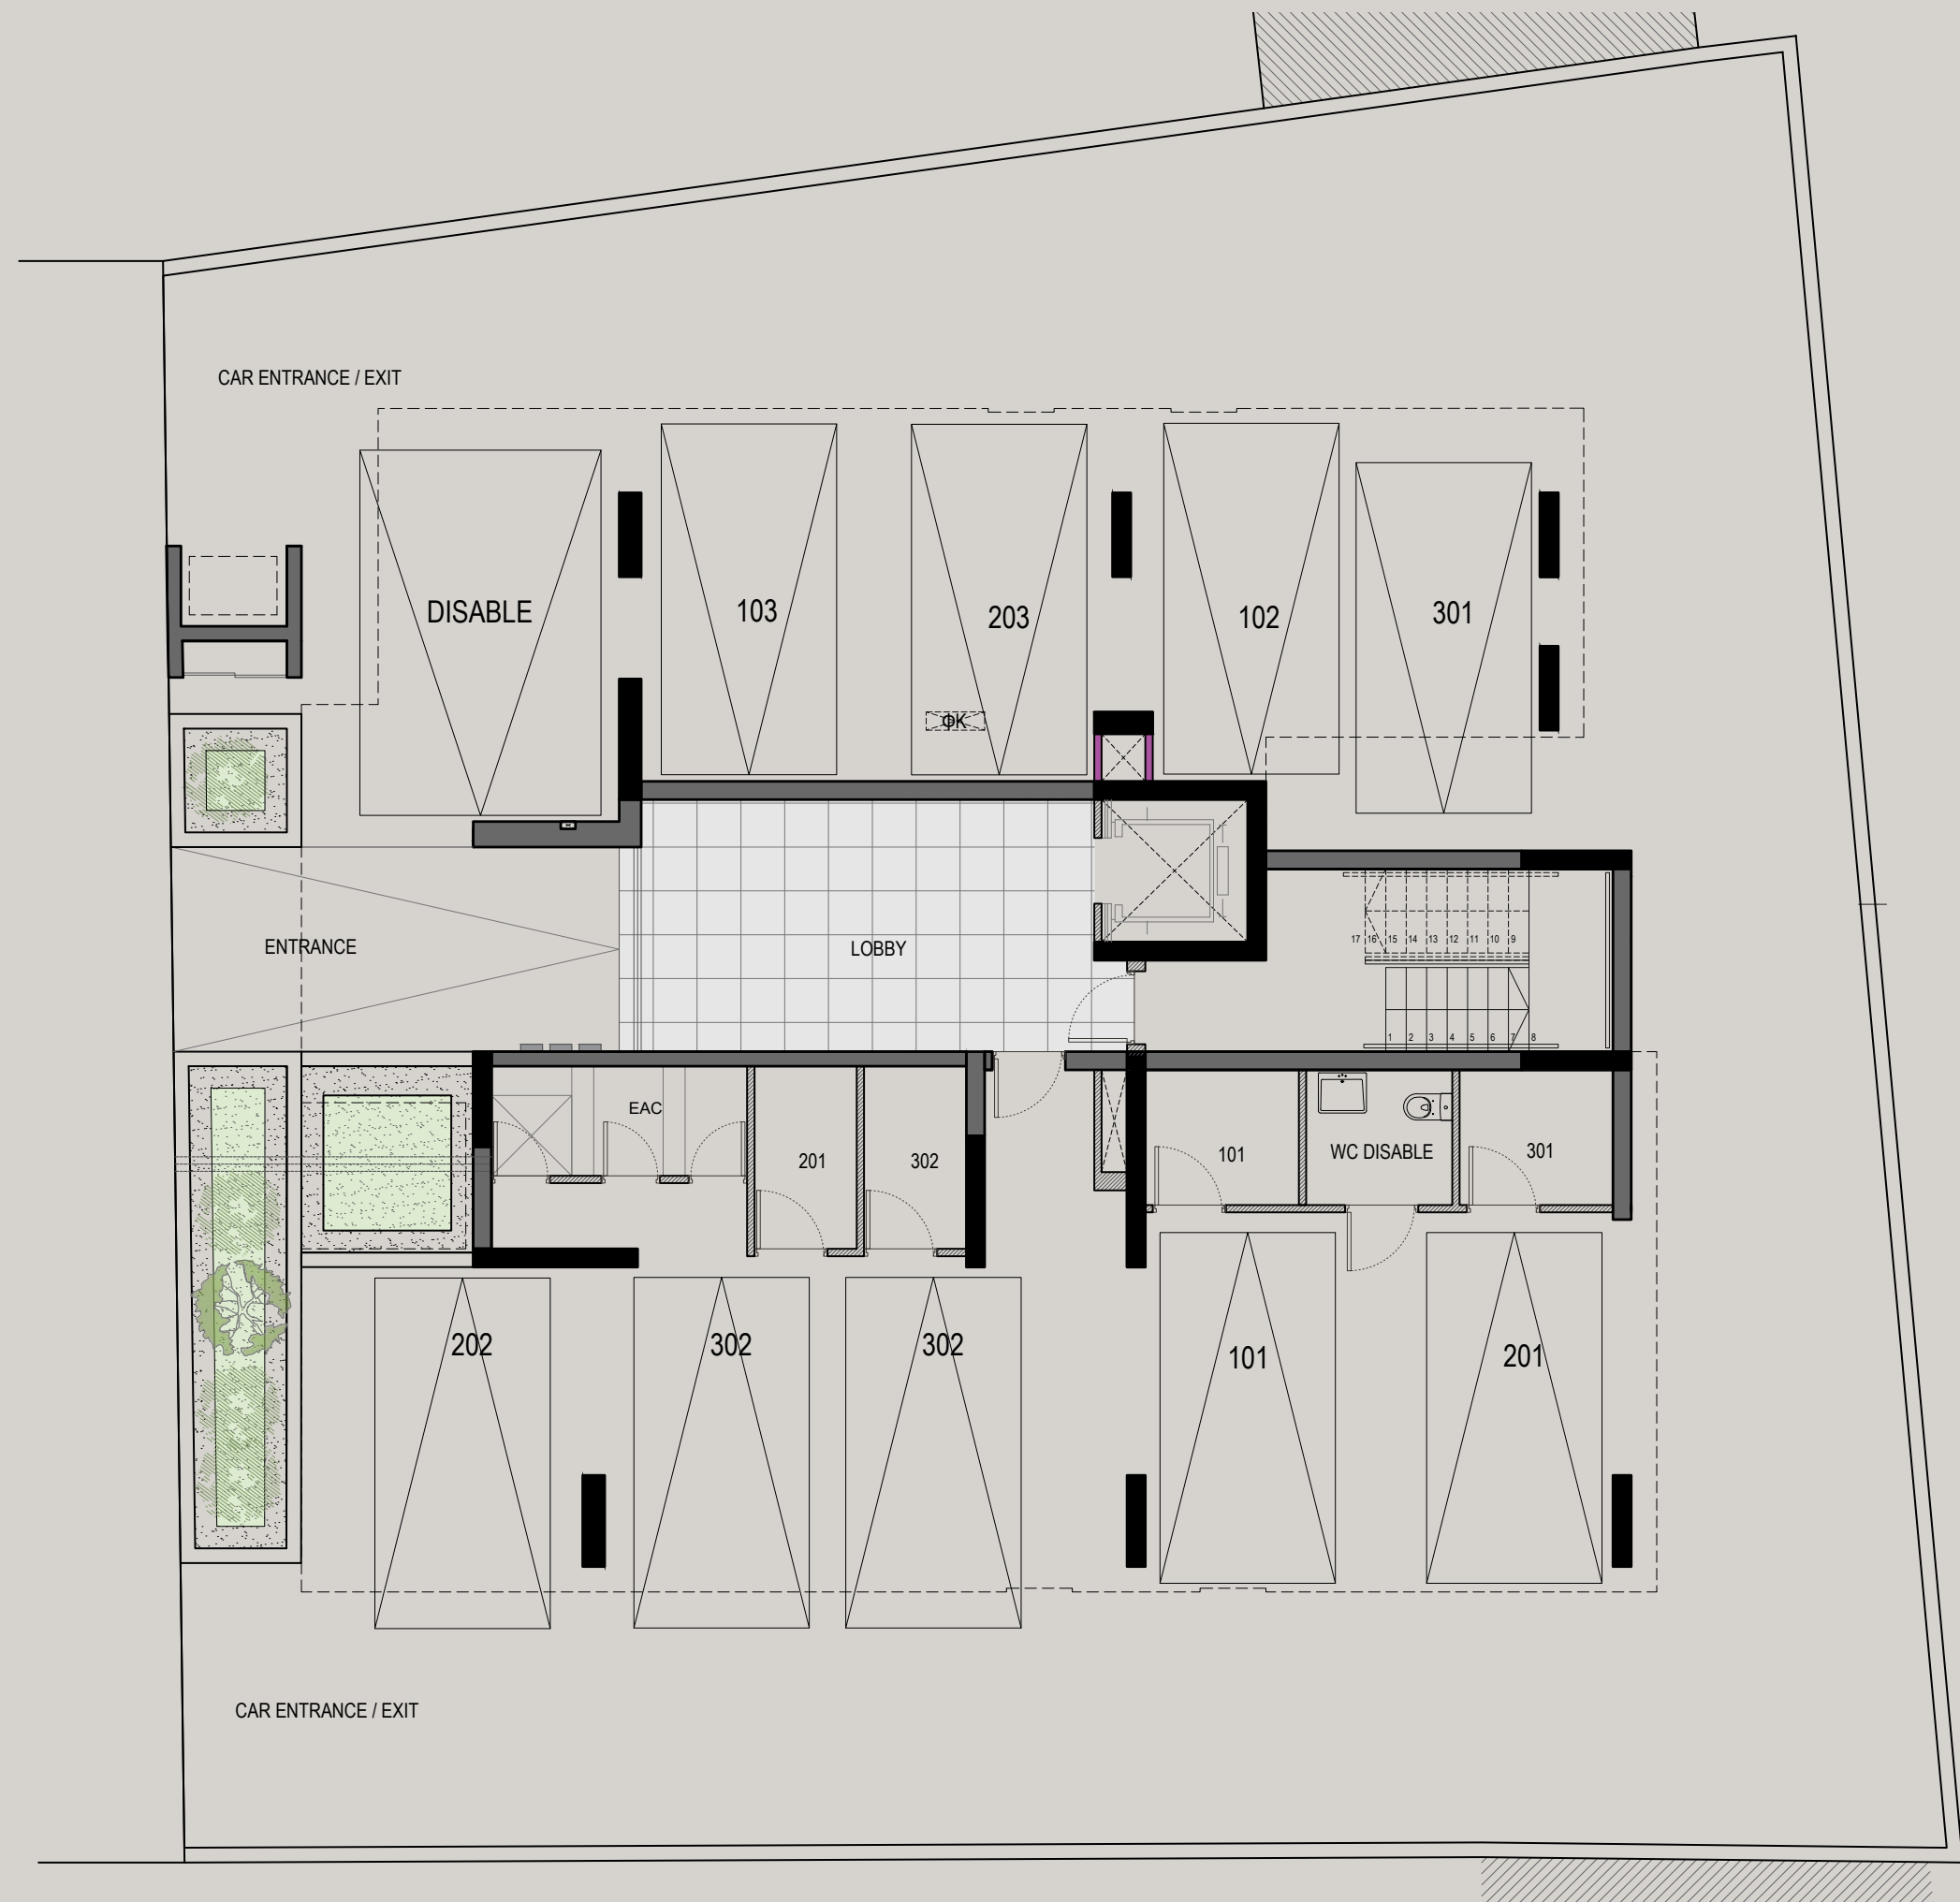 CAR ENTRANCE / EXIT
DISABLE
103
203
102
301
ΦΚ
ENTRANCE
LOBBY
17 16 15 14 13 12 11 10 9
1 2 3 4 5 6 7 8
EAC
201
302
101
WC DISABLE
301
202
302
302
101
201
CAR ENTRANCE / EXIT